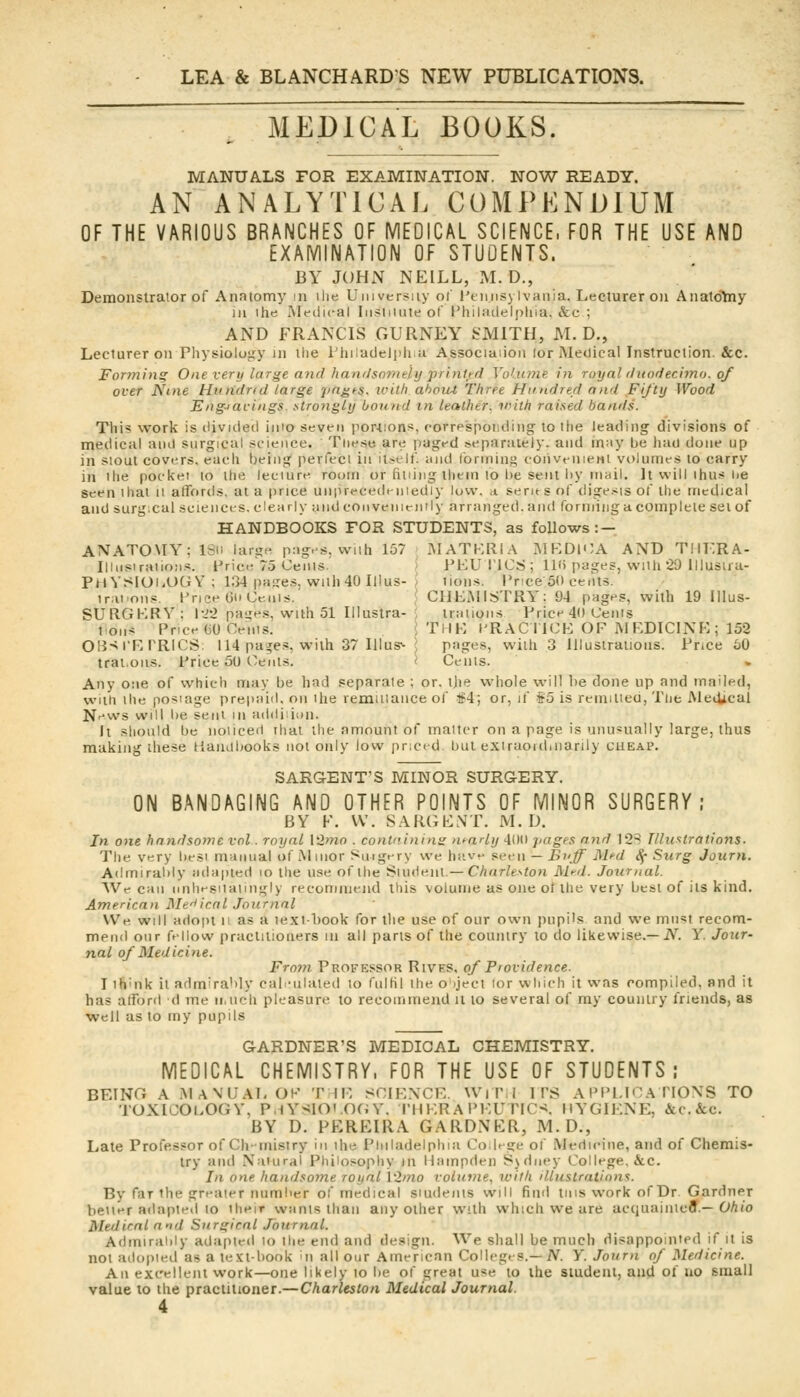 LEA & BLANCHARD'S NEW PUBLICATIONS.
MEDICAL BOOKS.
MANUALS FOR EXAMINATION. NOW READY.
AN ANALYTICAL COMPENDIUM
OF THE VARIOUS BRANCHES OF MEDICAL SCIENCE, FOR THE USE AND
EXAMINATION OF STUDENTS.
BY JOHN NEILL, M. D.,
Demonstrator of Anatomy in the University of Pennsylvania, Lecturer on Anatomy
in the Medical Institute of Philadelphia, &c.;
AND FRANCIS GURNEY SMITH, M. D.,
Lecturer on Physiology in the Philadelphia Association for Medical Instruction, &c.
Forming One very large and handsomely printed Volume in royal duodecimo, of
over Nine Hundred large pages, with about Three Hundred and Fifty Wood
Engravings, strongly bound in leather, with raised bands.
This work is divided into seven portions, corresponding to the leading divisions of
medical and surgical science. These are paged separately, and may be had done up
in stout covers, each being perfect in itself, and forming convenient volumes to carry
in the pocket to the lecture room or fitting them to be sent by mail. It will thus be
seen that it affords, at a price unprecedentedly low, a series of digests of the medical
and surgical sciences, clearly and conveniently arranged, and forming a complete set of
HANDBOOKS FOR STUDENTS, as follows:—
ANATOMY; 180 large pages, with 157
Illustrations. Price 75 Cents.
PHYSIOLOGY; 134 pages, with 40 Illus-
trations. Price 60 Cents.
SURGERY; 122 pages, with 51 Illustra-
tions Price 60 Cents.
OBSTETRICS; 114 pages, with 37 Illus-
trations. Price 50 Cents.
MATERIA MEDICA AND THERA-
PEUTICS; 116 pages, with 29 Illustra-
tions. Price 50 cents.
CHEMISTRY; 94 pages, with 19 Illus-
trations Price 40 Cents
THE PRACTICE OF MEDICINE; 152
pages, with 3 Illustrations. Price 50
Cents.
Any one of which may be had separate; or, the whole will be done up and mailed,
with the postage prepaid, on the remittance of $4; or, if $5 is remitted, The Medical
News will be sent in addition.
It should be noticed that the amount of matter on a page is unusually large, thus
making these Handbooks not only low priced, but extraordinarily CHEAP.
SARGENT'S MINOR SURGERY.
ON BANDAGING AND OTHER POINTS OF MINOR SURGERY;
BY F. W. SARGENT. M. D.
In one handsome vol. royal 12mo. containing nearly 400 pages and 128 Illustrations.
The very best manual of Minor Surgery we have seen — Buff Med & Surg Journ.
Admirably adapted to the use of the Student. — Charleston Med. Journal.
We can unhesitatingly recommend this volume as one of the very best of its kind.
American Medical Journal
We will adopt it as a text-book for the use of our own pupils and we must recom-
mend our fellow practitioners in all parts of the country to do likewise.—N. Y. Jour-
nal of Medicine.
From PROFESSOR RIVES, of Providence.
I think it admirably calculated to fulfil the object for which it was compiled, and it
has afforded me much pleasure to recommend it to several of my country friends, as
well as to my pupils
GARDNER'S MEDICAL CHEMISTRY.
MEDICAL CHEMISTRY, FOR THE USE OF STUDENTS;
BEING A MANUAL OF THE SCIENCE, WITH ITS APPLICATIONS TO
TOXICOLOGY, PHYSIOLOGY, THERAPEUTICS, HYGIENE, &c. &c.
BY D. PEREIRA GARDNER, M. D.,
Late Professor of Chemistry in the Philadelphia College of Medicine, and of Chemis-
try and Natural Philosophy in Hampden Sydney College, &c.
In one handsome royal 12mo volume, with illustrations.
By far the greater number of medical students will find this work of Dr. Gardner
better adapted to their wants than any other with which we are acquainted.—Ohio
Medical and Surgical Journal.
Admirably adapted to the end and design. We shall be much disappointed if it is
not adopted as a text-book in all our American Colleges.—N. Y. Journ of Medicine.
An excellent work—one likely to be of great use to the student, and of no small
value to the practitioner.—Charleston Medical Journal.
4